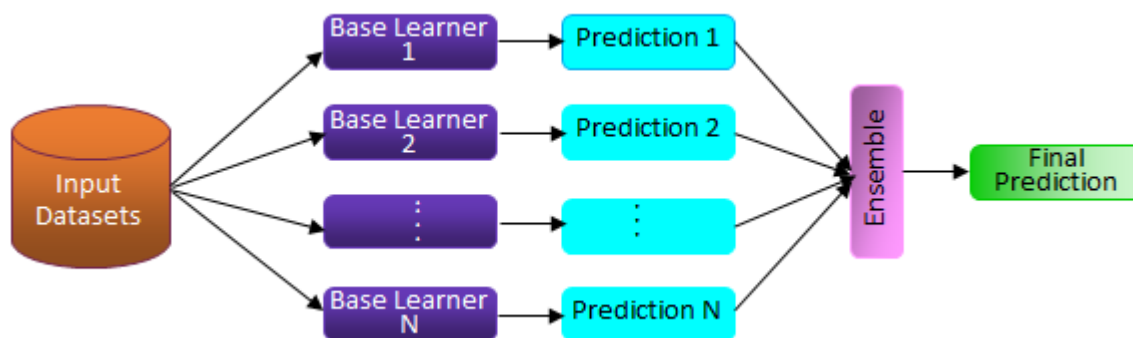 Input
Datasets
Base Learner
1
Prediction 1
Base Learner
2
Prediction 2
⋮
⋮
Base Learner
N
Prediction N
Ensemble
Final
Prediction